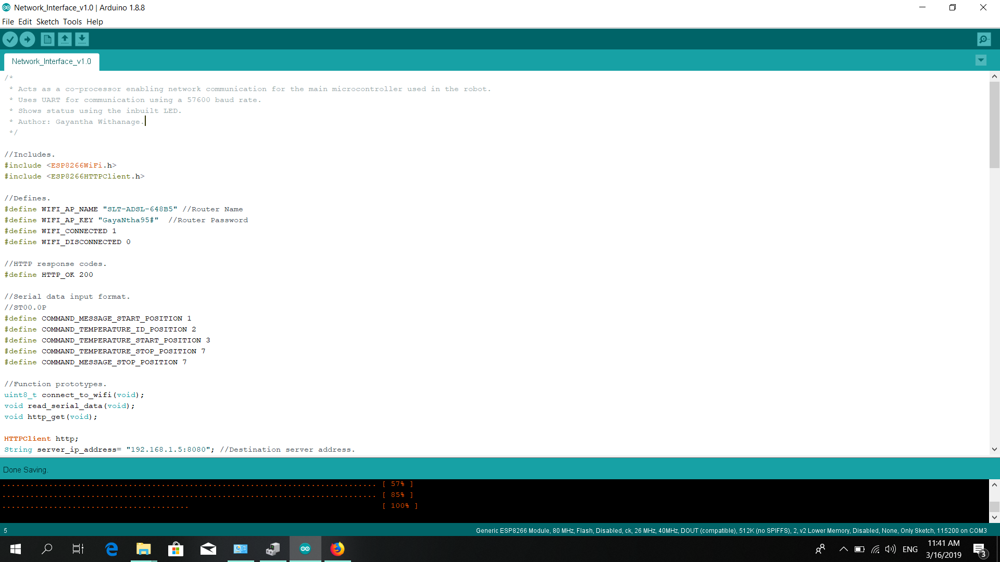 Network_Interface_v1.0 | Arduino 1.8.8
File Edit Sketch Tools Help
Network_Interface_v1.0
/*
 * Acts as a co-processor enabling network communication for the main microcontroller used in the robot.
 * Uses UART for communication using a 57600 baud rate.
 * Shows status using the inbuilt LED.
 * Author: Gayantha Withanage.
 */
//Includes.
#include <ESP8266WiFi.h>
#include <ESP8266HTTPClient.h>
//Defines.
#define WIFI_AP_NAME "SLT-ADSL-648B5" //Router Name
#define WIFI_AP_KEY "GayaNtha95#"  //Router Password
#define WIFI_CONNECTED 1
#define WIFI_DISCONNECTED 0
//HTTP response codes.
#define HTTP_OK 200
//Serial data input format.
//ST00.0P
#define COMMAND_MESSAGE_START_POSITION 1
#define COMMAND_TEMPERATURE_ID_POSITION 2
#define COMMAND_TEMPERATURE_START_POSITION 3
#define COMMAND_TEMPERATURE_STOP_POSITION 7
#define COMMAND_MESSAGE_STOP_POSITION 7
//Function prototypes.
uint8_t connect_to_wifi(void);
void read_serial_data(void);
void http_get(void);
HTTPClient http;
String server_ip_address= "192.168.1.5:8080"; //Destination server address.
Done Saving.
................................................................................ [ 57% ]
................................................................................ [ 85% ]
........................................ [ 100% ]
5
Generic ESP8266 Module, 80 MHz, Flash, Disabled, ck, 26 MHz, 40MHz, DOUT (compatible), 512K (no SPIFFS), 2, v2 Lower Memory, Disabled, None, Only Sketch, 115200 on COM3
ENG
11:41 AM
3/16/2019
3